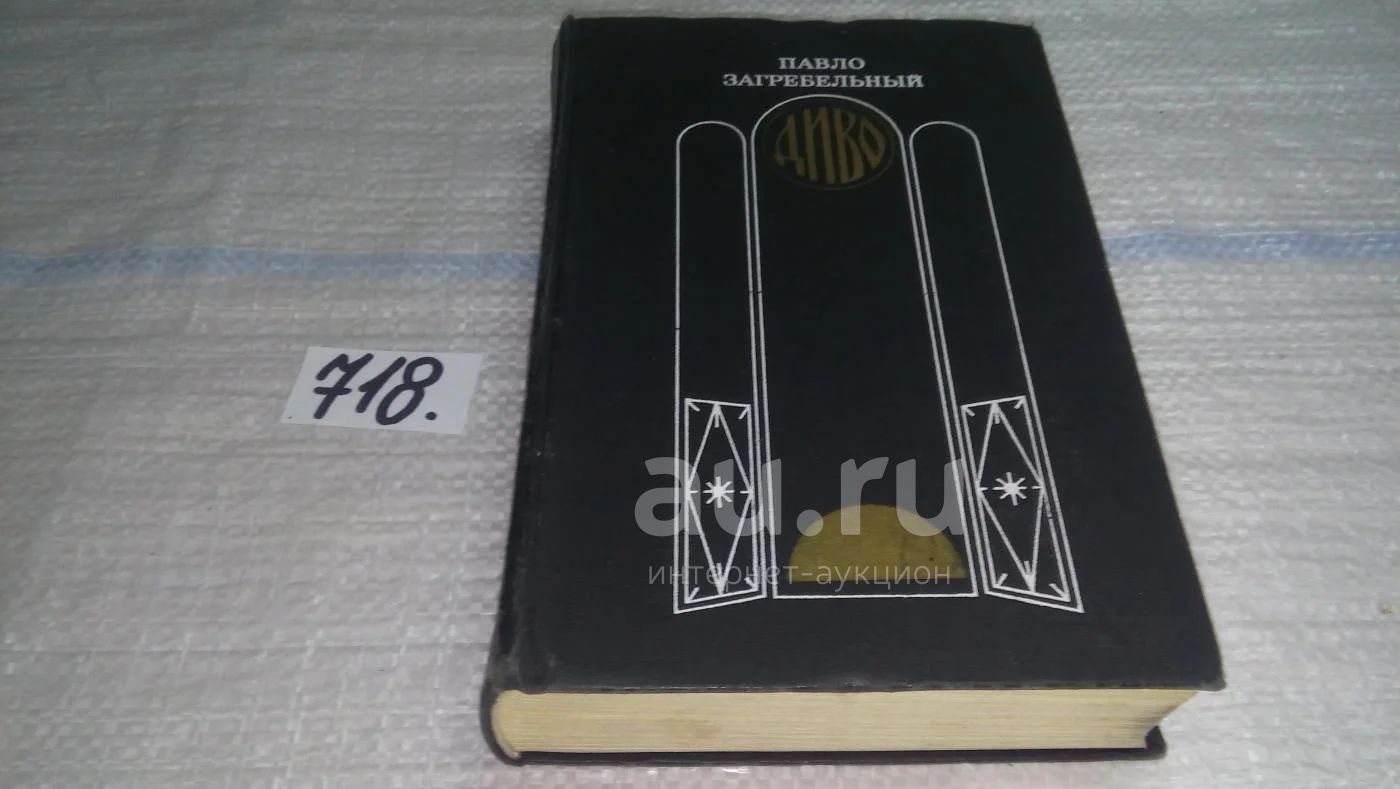 ПАВЛО
ЗАГРЕБЕЛЬНЫЙ
ДИВО
718.
au.ru
интернет-аукцион